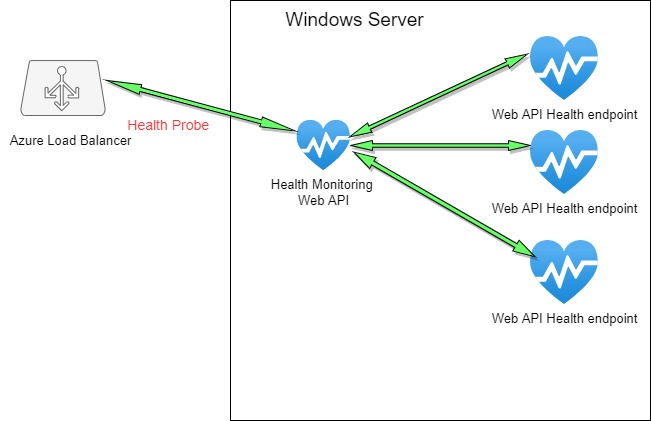 Windows Server
Web API Health endpoint
Azure Load Balancer
Health Probe
Health Monitoring
Web API
Web API Health endpoint
Web API Health endpoint